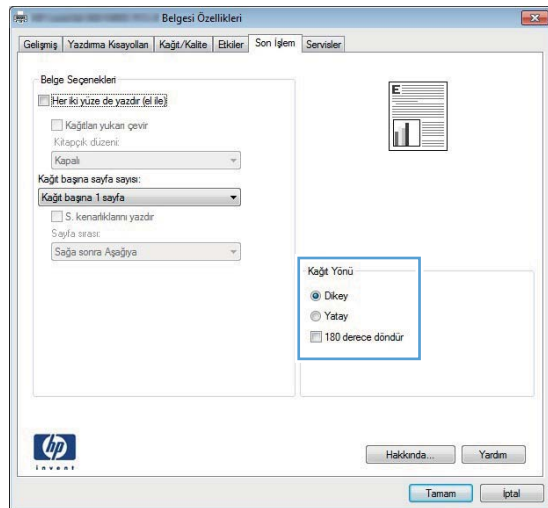 Belgesi Özellikleri
Gelişmiş Yazdırma Kısayolları Kağıt/Kalite Etkiler Son İşlem Servisler
Belge Seçenekleri
Her iki yüze de yazdır (el ile)
Kağıtları yukarı çevir
Kitapçık düzeni:
Kapalı
Kağıt başına sayfa sayısı:
Kağıt başına 1 sayfa
S. kenarlıklarını yazdır
Sayfa sırası:
Sağa sonra Aşağıya
E
Kağıt Yönü
Dikey
Yatay
180 derece döndür
hp
invent
Hakkında... Yardım
Tamam İptal